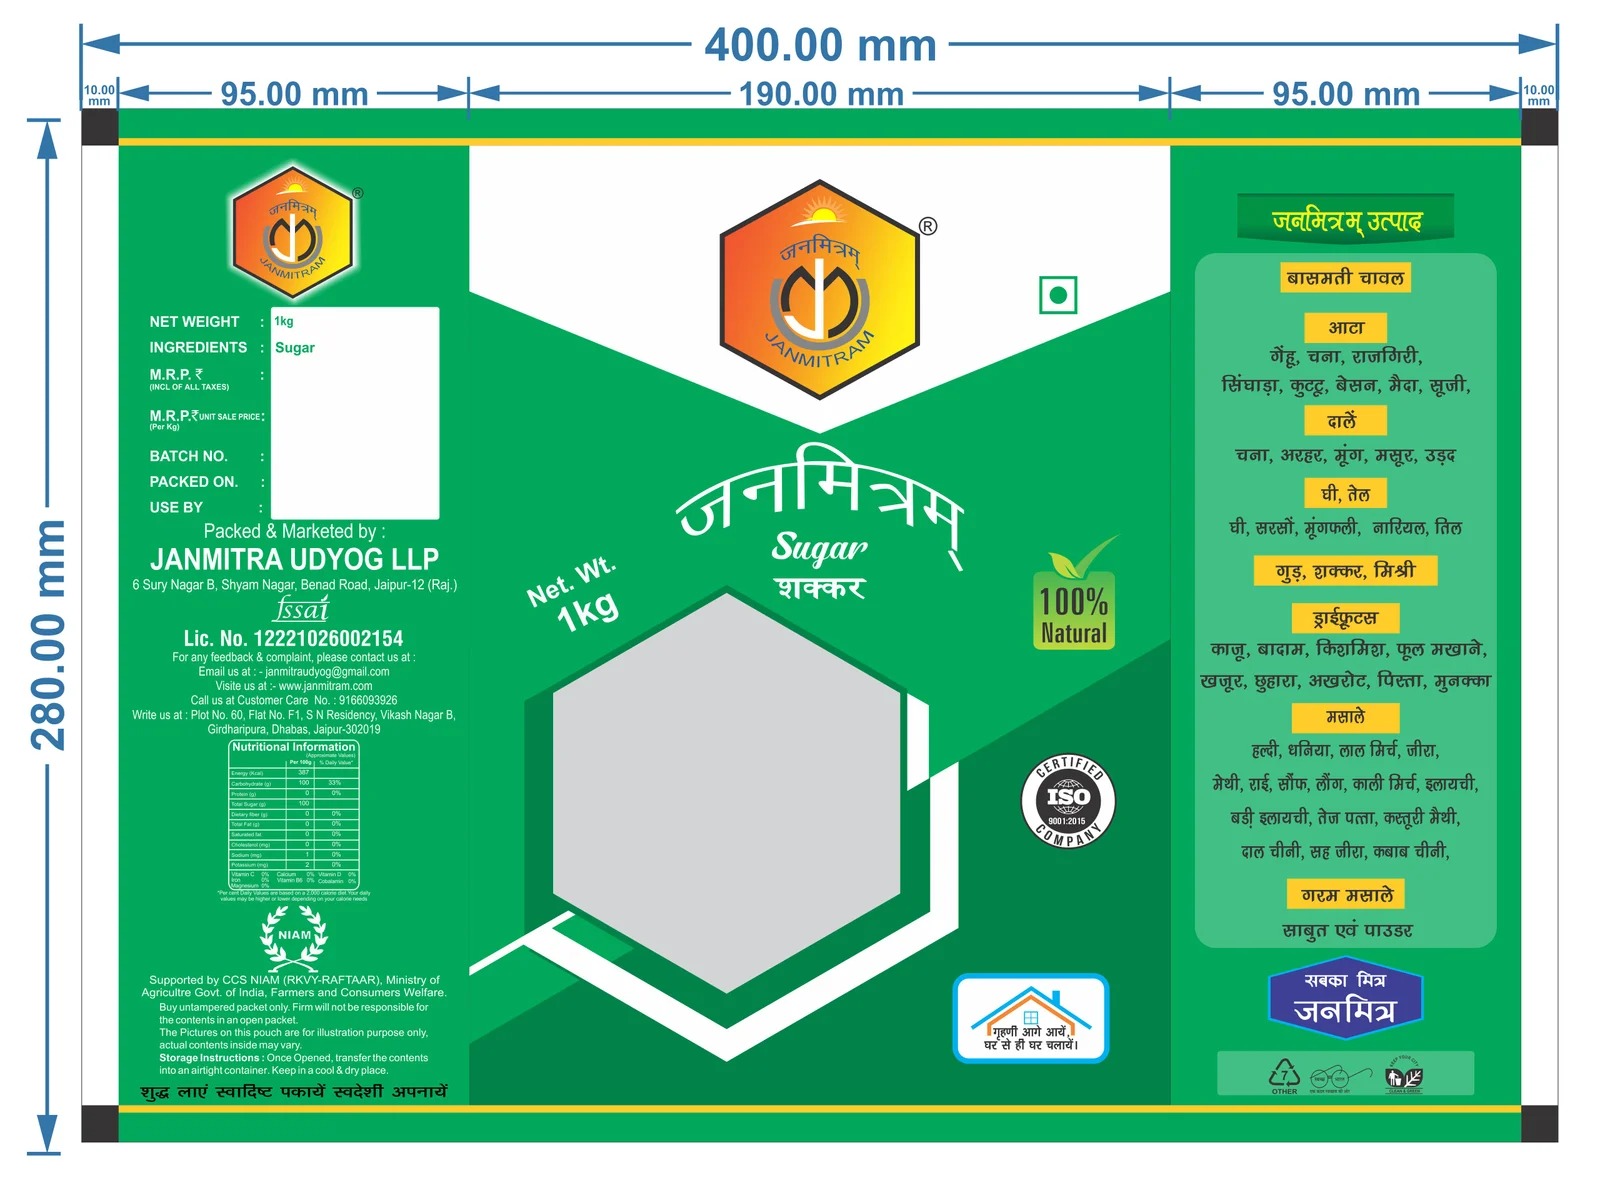 400.00 mm
10.00 mm
95.00 mm
190.00 mm
95.00 mm
10.00 mm
280.00 mm
जनमित्रम्
JANMITRAM
®
NET WEIGHT : 1kg
INGREDIENTS : Sugar
M.R.P. ₹ :
(INCL OF ALL TAXES)
M.R.P.₹ UNIT SALE PRICE :
(Per Kg)
BATCH NO. :
PACKED ON. :
USE BY :
Packed & Marketed by :
JANMITRA UDYOG LLP
6 Sury Nagar B, Shyam Nagar, Benad Road, Jaipur-12 (Raj.)
fssai
Lic. No. 12221026002154
For any feedback & complaint, please contact us at :
Email us at : - janmitraudyog@gmail.com
Visite us at :- www.janmitram.com
Call us at Customer Care No. : 9166093926
Write us at : Plot No. 60, Flat No. F1, S N Residency, Vikash Nagar B,
Girdharipura, Dhabas, Jaipur-302019
Nutritional Information
(Approximate Values)
Per 100g % Daily Value*
Energy (Kcal) 387
Carbohydrate (g) 100 33%
Protein (g) 0 0%
Total Sugar (g) 100
Dietary fiber (g) 0 0%
Total Fat (g) 0 0%
Saturated fat 0 0%
Cholesterol (mg) 0 0%
Sodium (mg) 1 0%
Potassium (mg) 2 0%
Vitamin C 0% Calcium 0% Vitamin D 0%
Iron 0% Vitamin B6 0% Cobalamin 0%
Magnesium 0%
*Per cent Daily Values are based on a 2,000 calorie diet Your daily
values may be higher or lower depending on your calorie needs
NIAM
Supported by CCS NIAM (RKVY-RAFTAAR), Ministry of
Agricultre Govt. of India, Farmers and Consumers Welfare.
Buy untampered packet only. Firm will not be responsible for
the contents in an open packet.
The Pictures on this pouch are for illustration purpose only,
actual contents inside may vary.
Storage Instructions : Once Opened, transfer the contents
into an airtight container. Keep in a cool & dry place.
शुद्ध लाएं स्वादिष्ट पकायें स्वदेशी अपनायें
जनमित्रम्
JANMITRAM
®
जनमित्रम्
Sugar
शक्कर
Net. Wt.
1kg
100%
Natural
CERTIFIED
ISO
9001:2015
COMPANY
गृहणी आगे आयें,
घर से ही घर चलायें।
जनमित्रम् उत्पाद
बासमती चावल
आटा
गेंहू, चना, राजगिरी,
सिंघाड़ा, कुटटू, बेसन, मैदा, सूजी,
दालें
चना, अरहर, मूंग, मसूर, उड़द
घी, तेल
घी, सरसों, मूंगफली, नारियल, तिल
गुड़, शक्कर, मिश्री
ड्राईफ्रूटस
काजू, बादाम, किशमिश, फूल मखाने,
खजूर, छुहारा, अखरोट, पिस्ता, मुनक्का
मसाले
हल्दी, धनिया, लाल मिर्च, जीरा,
मेथी, राई, सौंफ, लौंग, काली मिर्च, इलायची,
बड़ी इलायची, तेज पत्ता, कस्तूरी मैथी,
दाल चीनी, सह जीरा, कबाब चीनी,
गरम मसाले
साबुत एवं पाउडर
सबका मित्र
जनमित्र
7
OTHER
KEEP YOUR CITY
CLEAN & GREEN